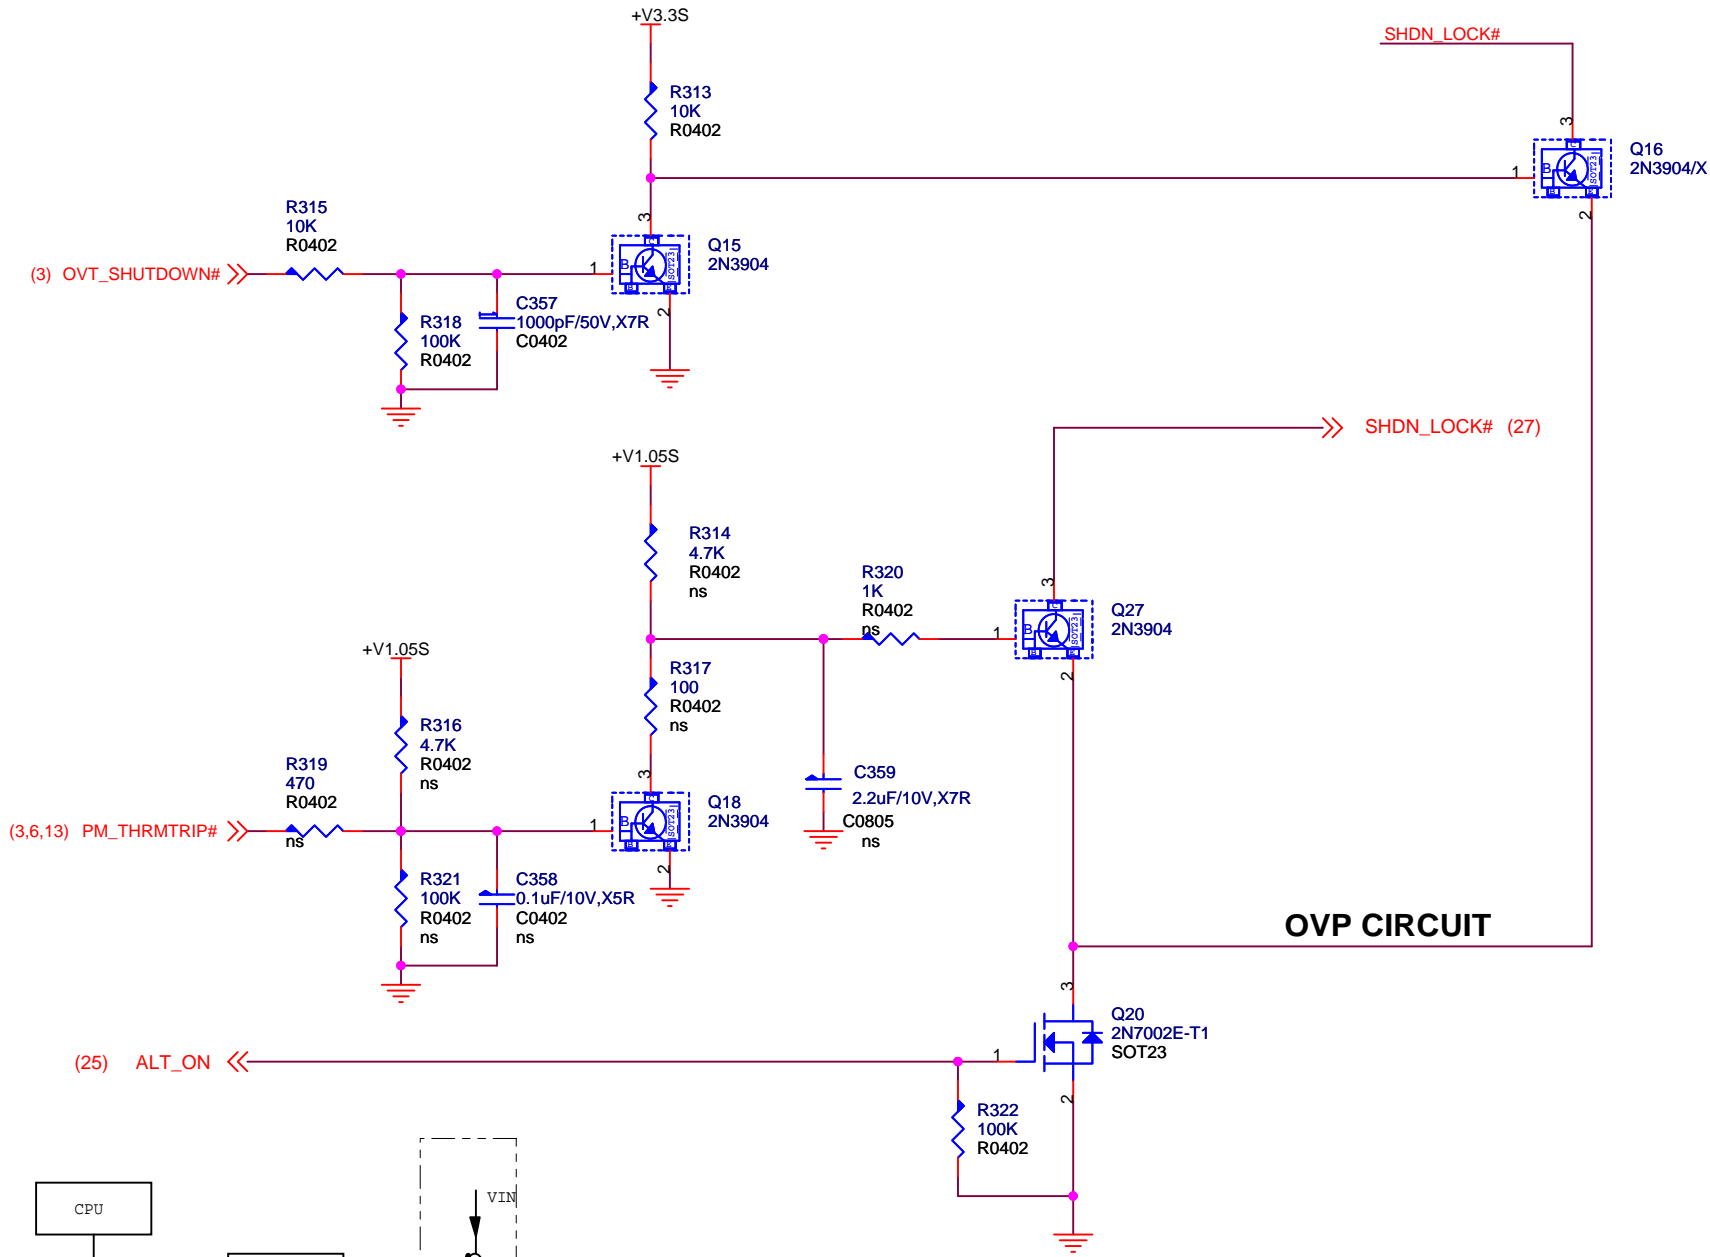 +V3.3S
SHDN_LOCK#
R313
10K
R0402
3
1
Q16
2N3904/X
B
C
SOT23
2
R315
10K
R0402
3
Q15
2N3904
(3) OVT_SHUTDOWN#
1
B
C
SOT23
2
R318
100K
R0402
C357
1000pF/50V,X7R
C0402
SHDN_LOCK# (27)
+V1.05S
R314
4.7K
R0402
ns
R320
1K
R0402
ns
3
1
Q27
2N3904
B
C
SOT23
2
+V1.05S
R317
100
R0402
ns
R316
4.7K
R0402
ns
R319
470
R0402
ns
3
Q18
2N3904
(3,6,13) PM_THRMTRIP#
1
B
C
SOT23
2
C359
2.2uF/10V,X7R
C0805
ns
R321
100K
R0402
ns
C358
0.1uF/10V,X5R
C0402
ns
OVP CIRCUIT
3
Q20
2N7002E-T1
SOT23
(25) ALT_ON
1
2
R322
100K
R0402
VIN
CPU